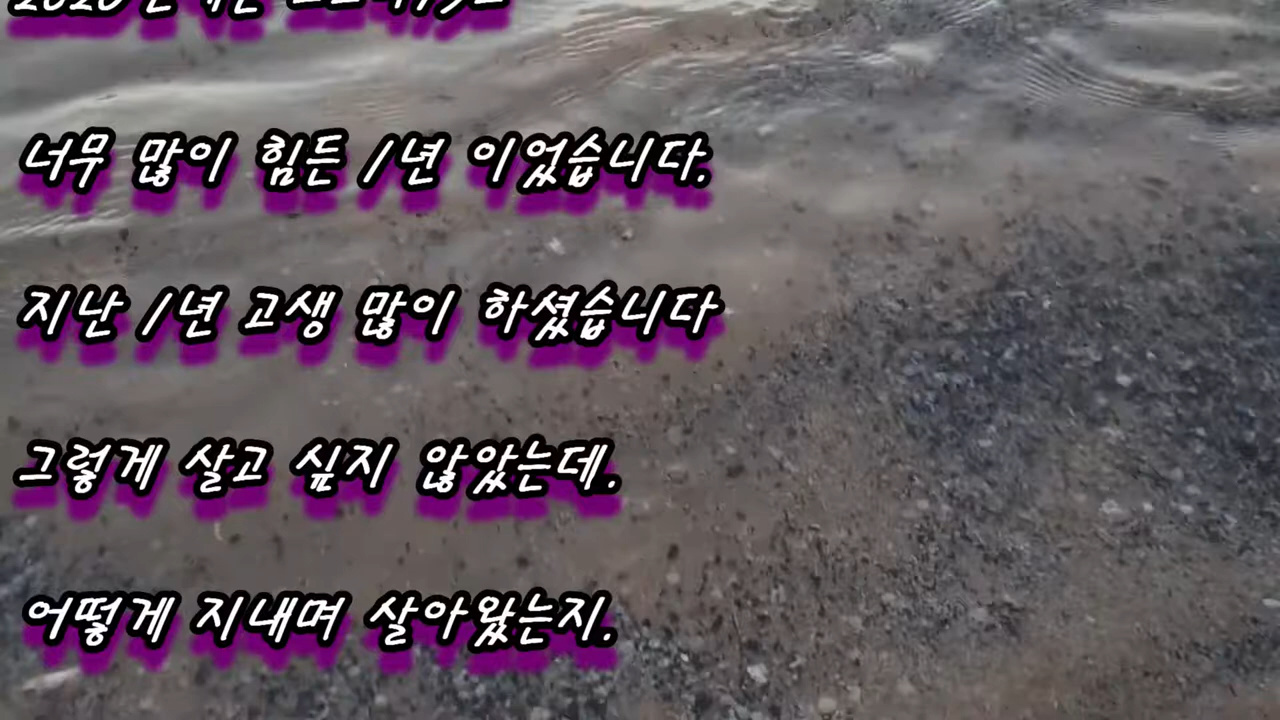 너무 많이 힘든 1년 이었습니다.
지난 1년 고생 많이 하셨습니다
그렇게 살고 싶지 않았는데.
어떻게 지내며 살아왔는지.